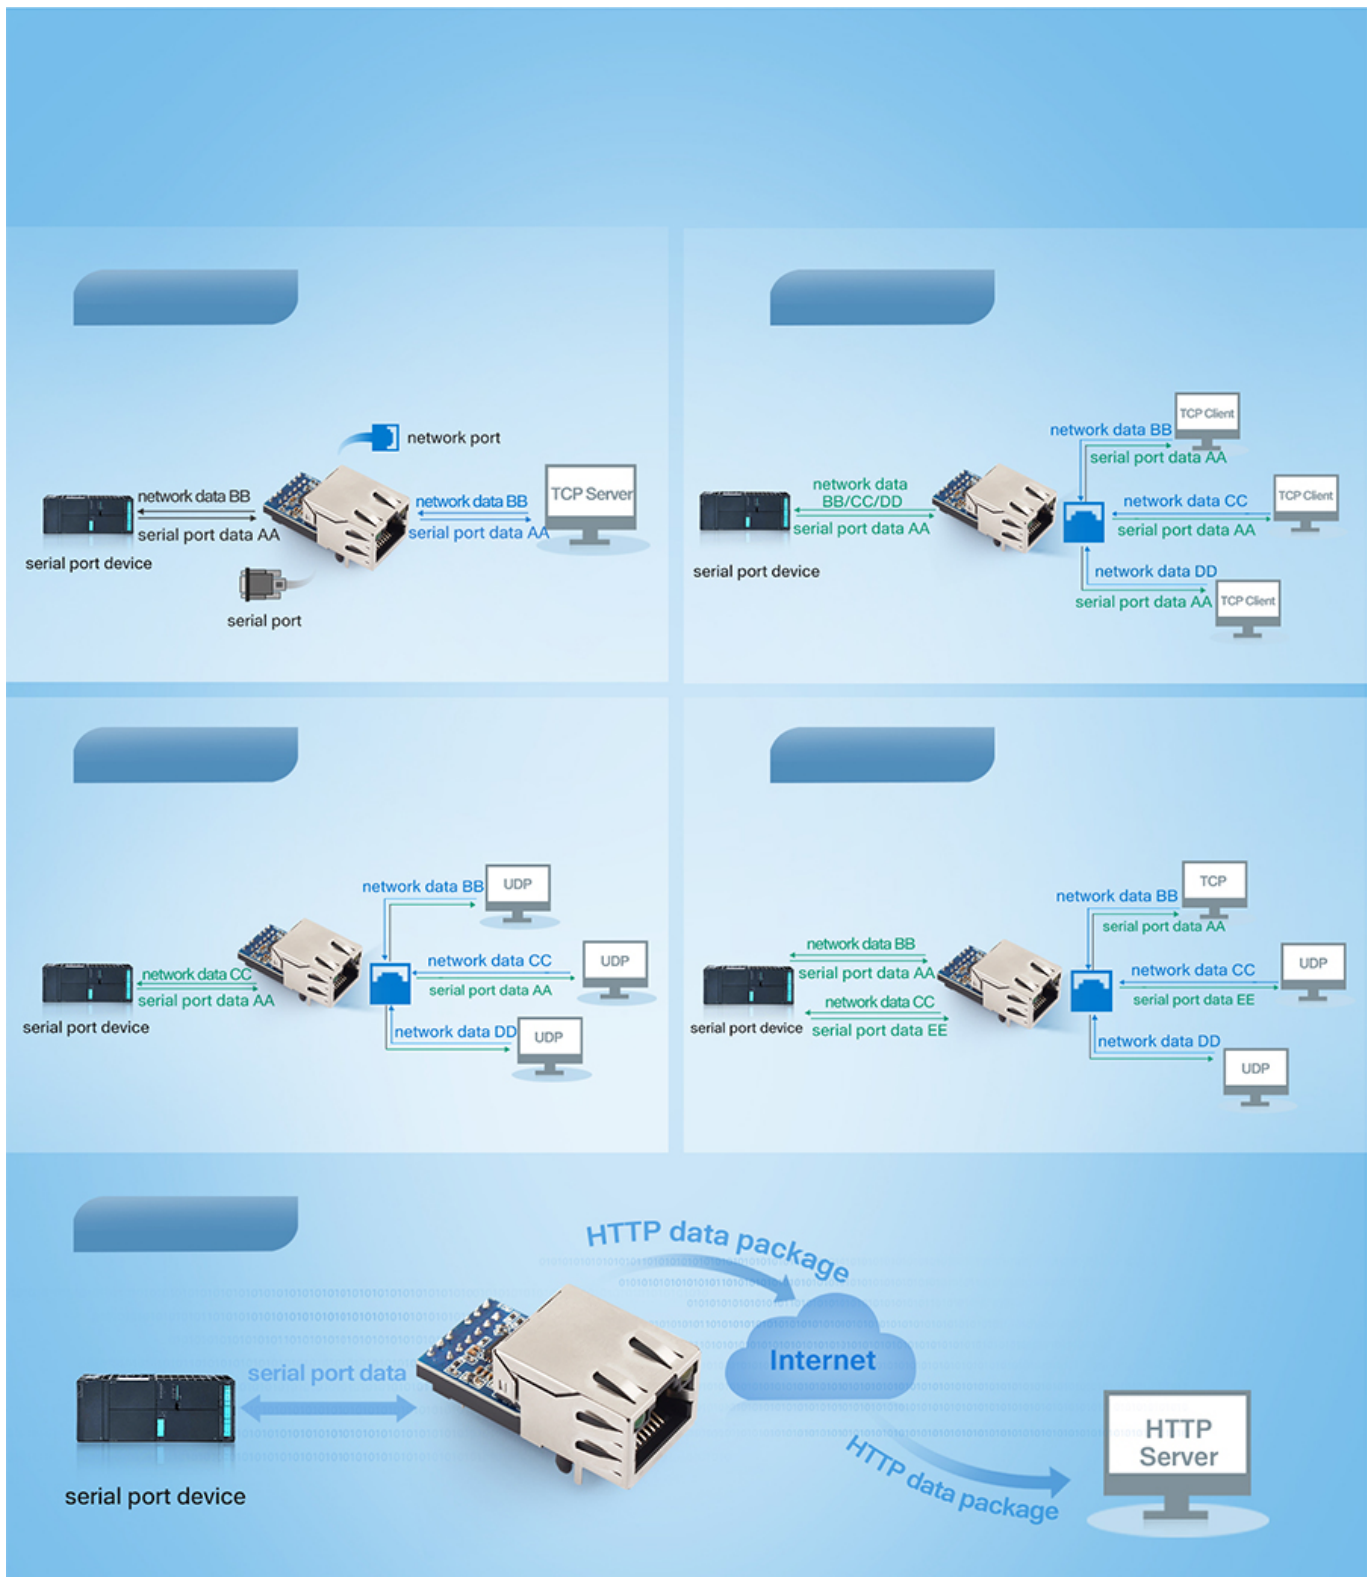 network port
network data BB
serial port data AA
network data BB
serial port data AA
TCP Server
serial port device
serial port
TCP Client
network data BB
serial port data AA
network data
BB/CC/DD
serial port data AA
network data CC
serial port data AA
TCP Client
serial port device
network data DD
serial port data AA
TCP Client
network data BB
UDP
network data CC
serial port data AA
network data CC
serial port data AA
UDP
serial port device
network data DD
UDP
TCP
network data BB
serial port data AA
network data BB
serial port data AA
network data CC
serial port data EE
network data CC
serial port data EE
UDP
serial port device
network data DD
UDP
HTTP data package
Internet
serial port data
HTTP data package
HTTP
Server
serial port device